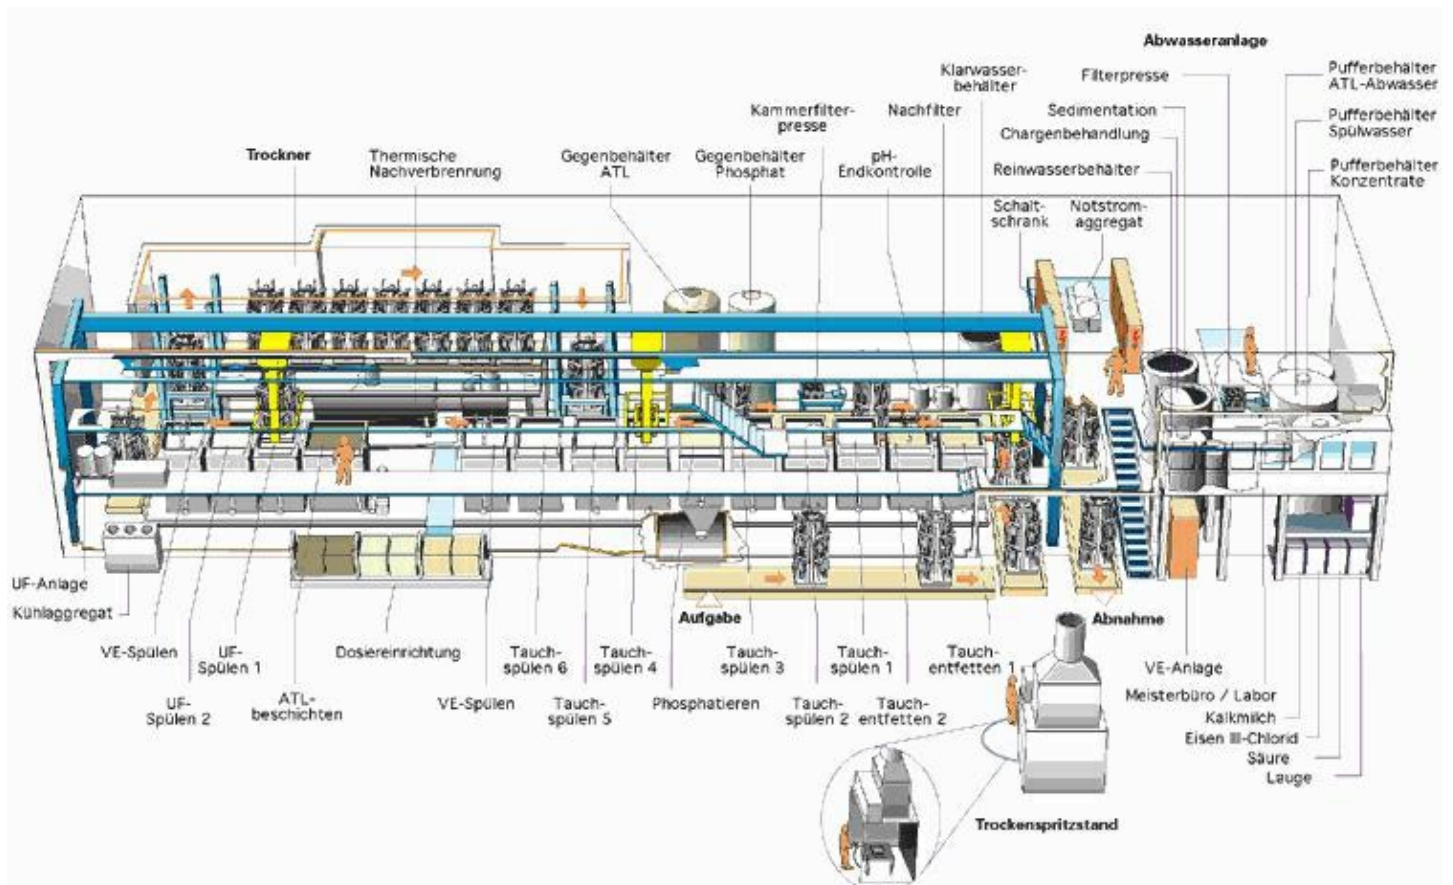 Abwasseranlage
Klarwasser-
behälter
Filterpresse
Pufferbehälter
ATL-Abwasser
Kammerfilter-
presse
Nachfilter
Sedimentation
Pufferbehälter
Spülwasser
Chargenbehandlung
Trockner
Thermische
Nachverbrennung
Gegenbehälter
ATL
Gegenbehälter
Phosphat
pH-
Endkontrolle
Reinwasserbehälter
Pufferbehälter
Konzentrate
Schalt-
schrank
Notstrom-
aggregat
UF-Anlage
Kühlaggregat
Aufgabe
Abnahme
VE-Spülen
UF-
Spülen 1
Dosiereinrichtung
Tauch-
spülen 6
Tauch-
spülen 4
Tauch-
spülen 3
Tauch-
spülen 1
Tauch-
entfetten 1
VE-Anlage
UF-
Spülen 2
ATL-
beschichten
VE-Spülen
Tauch-
spülen 5
Phosphatieren
Tauch-
spülen 2
Tauch-
entfetten 2
Meisterbüro / Labor
Kalkmilch
Eisen III-Chlorid
Säure
Lauge
Trockenspritzstand